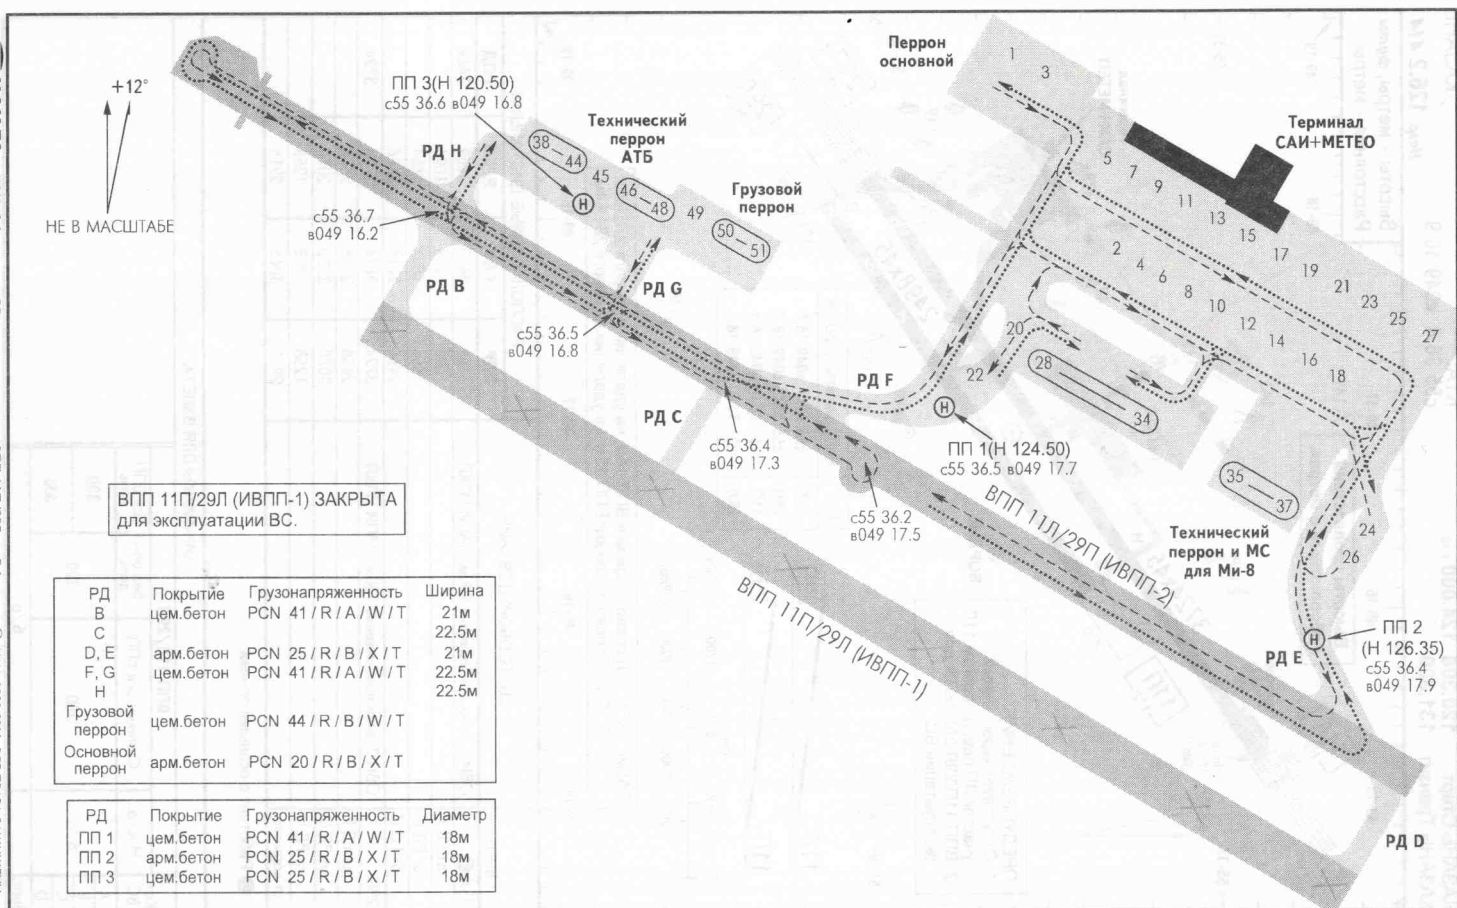 +12°
НЕ В МАСШТАБЕ
ПП 3(Н 120.50)
с55 36.6 в049 16.8
РД H
Технический
перрон
АТБ
38
44
45
46
48
49
50
51
Грузовой
перрон
с55 36.7
в049 16.2
РД B
РД G
с55 36.5
в049 16.8
РД C
с55 36.4
в049 17.3
РД F
Перрон
основной
1
3
Терминал
САИ+МЕТЕО
5
7
9
11
13
15
17
19
21
23
25
27
2
4
6
8
10
12
14
16
18
20
22
28
34
35
37
24
26
H
H
H
ПП 1(Н 124.50)
с55 36.5 в049 17.7
с55 36.2
в049 17.5
ВПП 11Л/29П (ИВПП-2)
ВПП 11П/29Л (ИВПП-1)
Технический
перрон и МС
для Ми-8
ПП 2
(Н 126.35)
с55 36.4
в049 17.9
РД E
РД D
ВПП 11П/29Л (ИВПП-1) ЗАКРЫТА
для эксплуатации ВС.
РД Покрытие Грузонапряженность Ширина
B цем.бетон PCN 41 / R / A / W / T 21м
C 22.5м
D, E арм.бетон PCN 25 / R / B / X / T 21м
F, G цем.бетон PCN 41 / R / A / W / T 22.5м
H 22.5м
Грузовой
перрон цем.бетон PCN 44 / R / B / W / T
Основной
перрон арм.бетон PCN 20 / R / B / X / T
РД Покрытие Грузонапряженность Диаметр
ПП 1 цем.бетон PCN 41 / R / A / W / T 18м
ПП 2 арм.бетон PCN 25 / R / B / X / T 18м
ПП 3 цем.бетон PCN 25 / R / B / X / T 18м